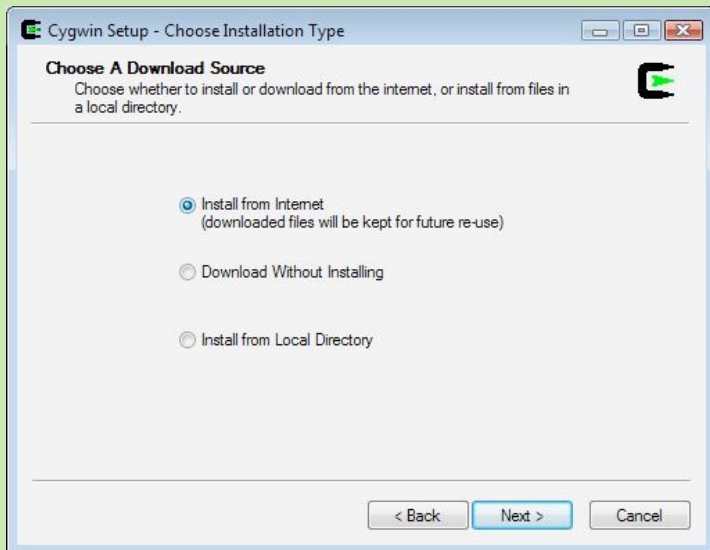 Cygwin Setup - Choose Installation Type
Choose A Download Source
Choose whether to install or download from the internet, or install from files in
a local directory.
Install from Internet
(downloaded files will be kept for future re-use)
Download Without Installing
Install from Local Directory
< Back Next > Cancel